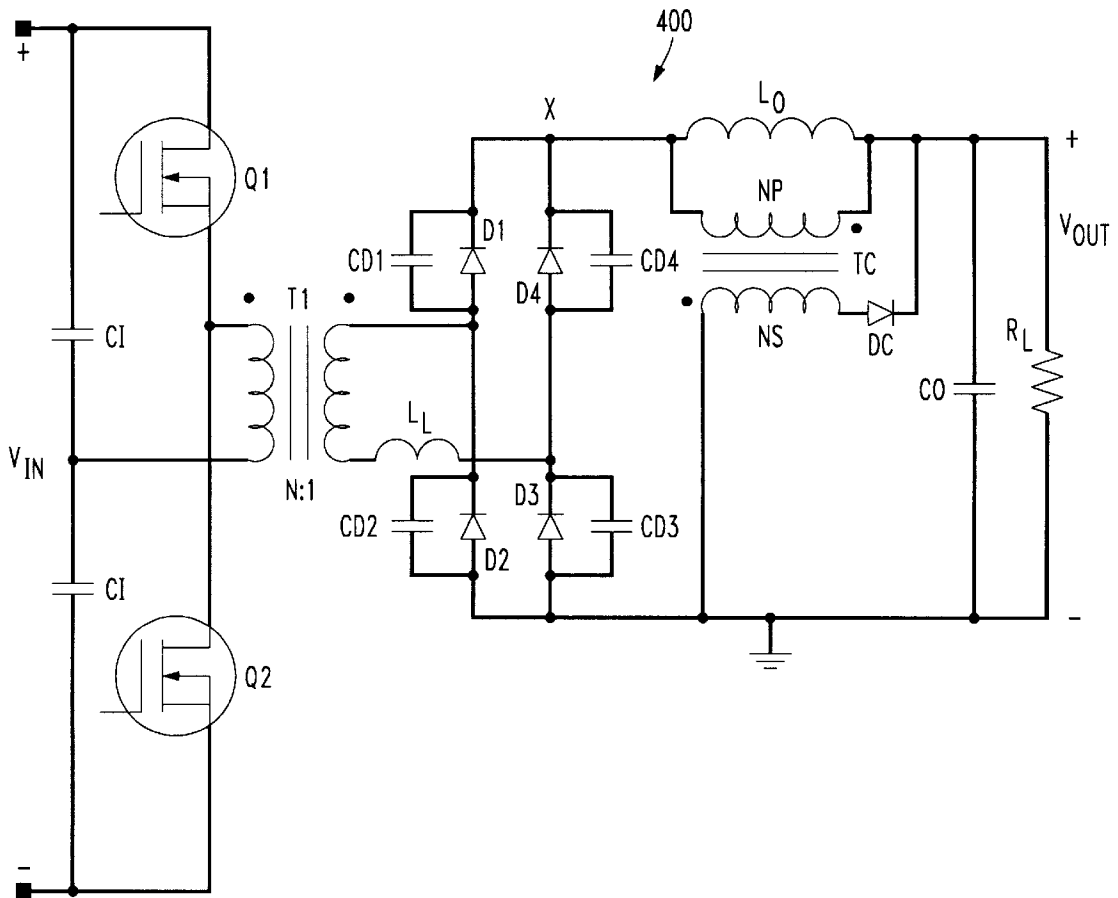 400
+
X
L_O
Q1
D1
NP
+
CD1
CD4
TC
V_OUT
D4
T1
NS
DC
CI
R_L
CO
L_L
V_IN
N:1
D3
CD2
CD3
D2
CI
-
Q2
-